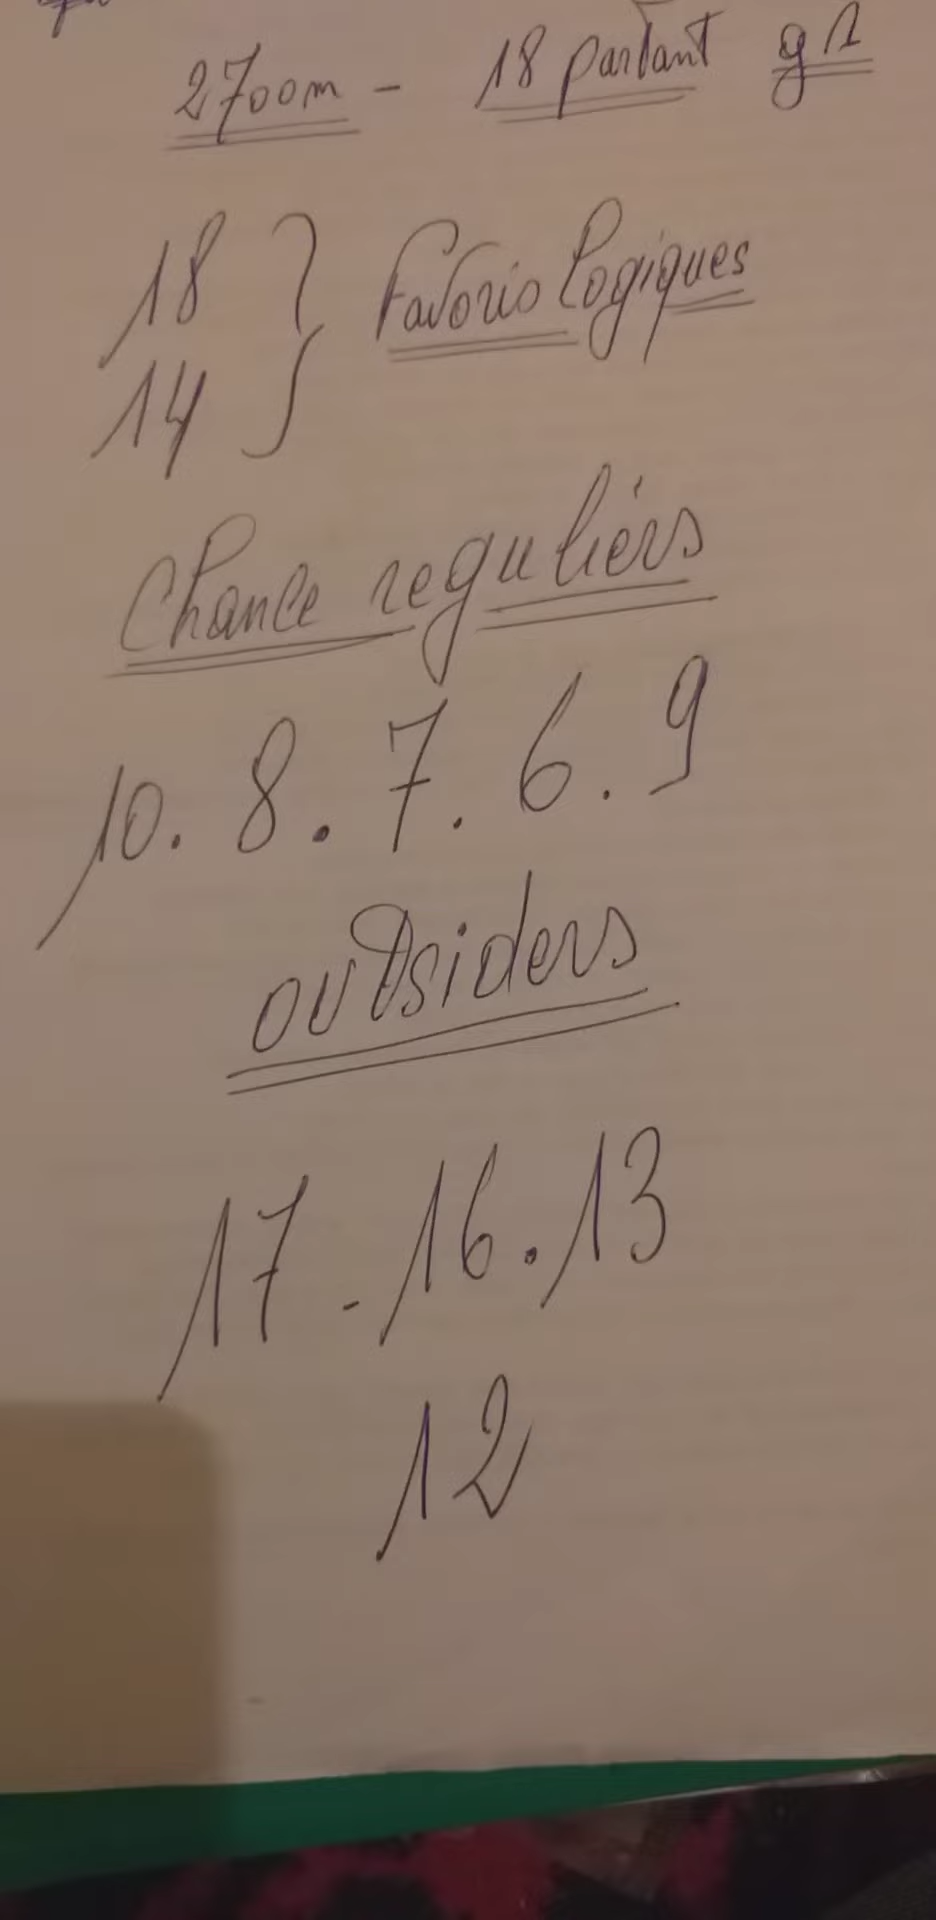 2700m - 18 partant g1
18 } Favoris logiques
14
Chance reguliérs
10. 8. 7. 6. 9
outsiders
17 - 16. 13
12